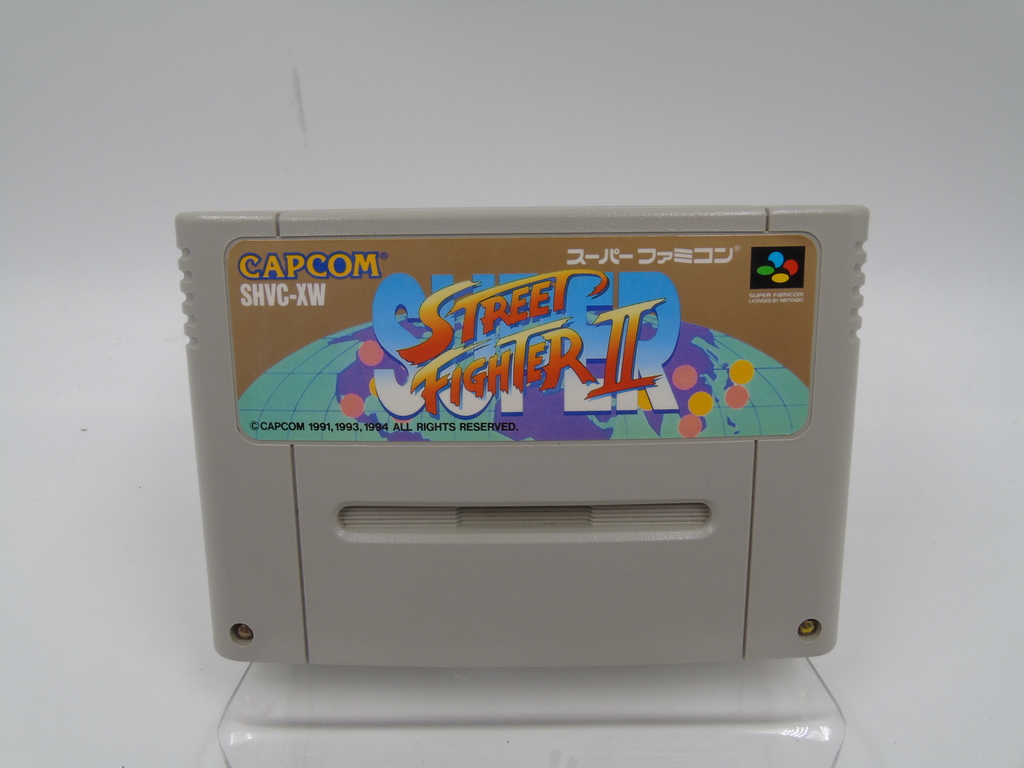 CAPCOM®
SHVC-XW
スーパーファミコン®
SUPER FAMICOM
LICENSED BY NINTENDO
SUPER
STREET
FIGHTER II
©CAPCOM 1991,1993,1994 ALL RIGHTS RESERVED.